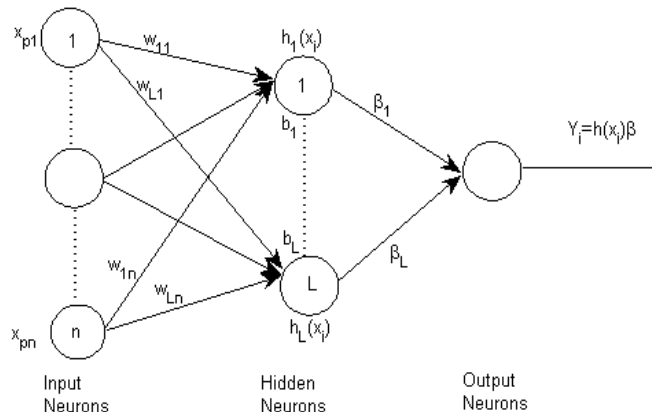 x_p1
1
w_11
h_1(x_i)
w_L1
1
β_1
b_1
Y_i=h(x_i)β
b_L
w_1n
β_L
w_Ln
L
x_pn
n
h_L(x_i)
Input
Neurons
Hidden
Neurons
Output
Neurons